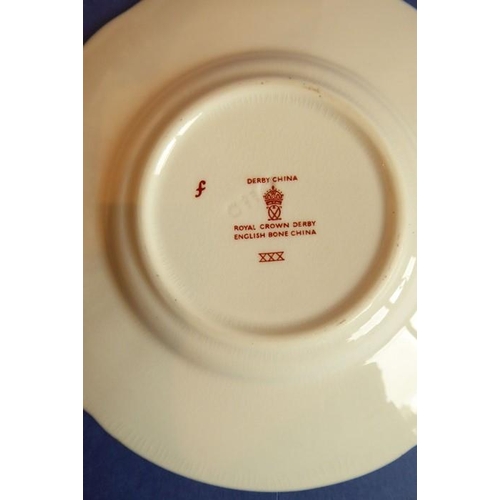 DERBY CHINA
f
ROYAL CROWN DERBY
ENGLISH BONE CHINA
XXX